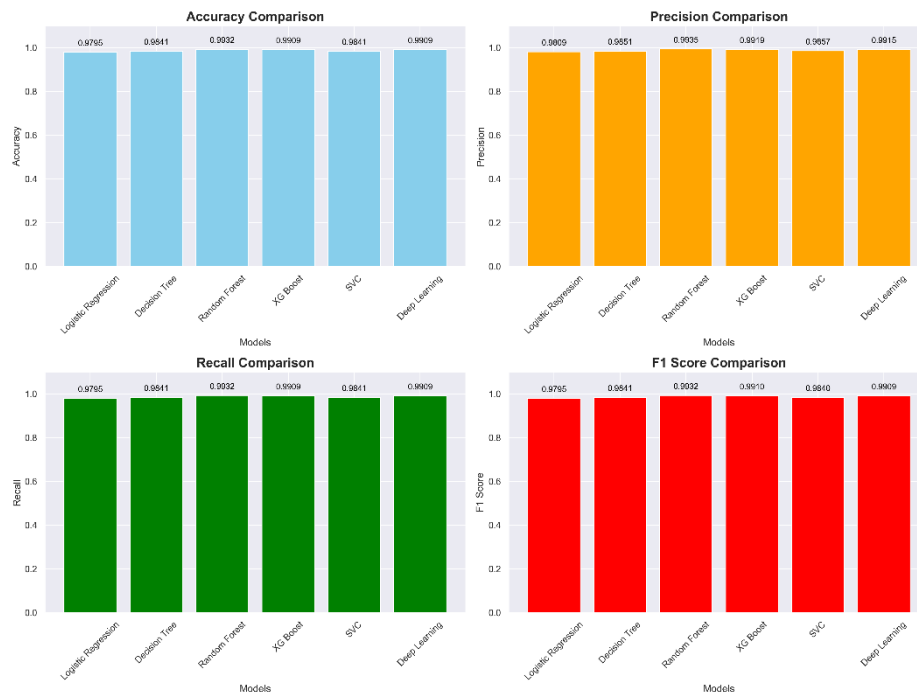 Accuracy Comparison
0.9795 0.9841 0.9932 0.9909 0.9841 0.9909
1.0
0.8
0.6
0.4
0.2
0.0
Accuracy
Logistic Ragression Decision Tree Random Forest XG Boost SVC Deep Learning
Models
Precision Comparison
0.9809 0.9851 0.9935 0.9919 0.9857 0.9915
1.0
0.8
0.6
0.4
0.2
0.0
Precision
Logistic Ragression Decision Tree Random Forest XG Boost SVC Deep Learning
Models
Recall Comparison
0.9795 0.9841 0.9932 0.9909 0.9841 0.9909
1.0
0.8
0.6
0.4
0.2
0.0
Recall
Logistic Ragression Decision Tree Random Forest XG Boost SVC Deep Learning
Models
F1 Score Comparison
0.9795 0.9841 0.9932 0.9910 0.9840 0.9909
1.0
0.8
0.6
0.4
0.2
0.0
F1 Score
Logistic Ragression Decision Tree Random Forest XG Boost SVC Deep Learning
Models